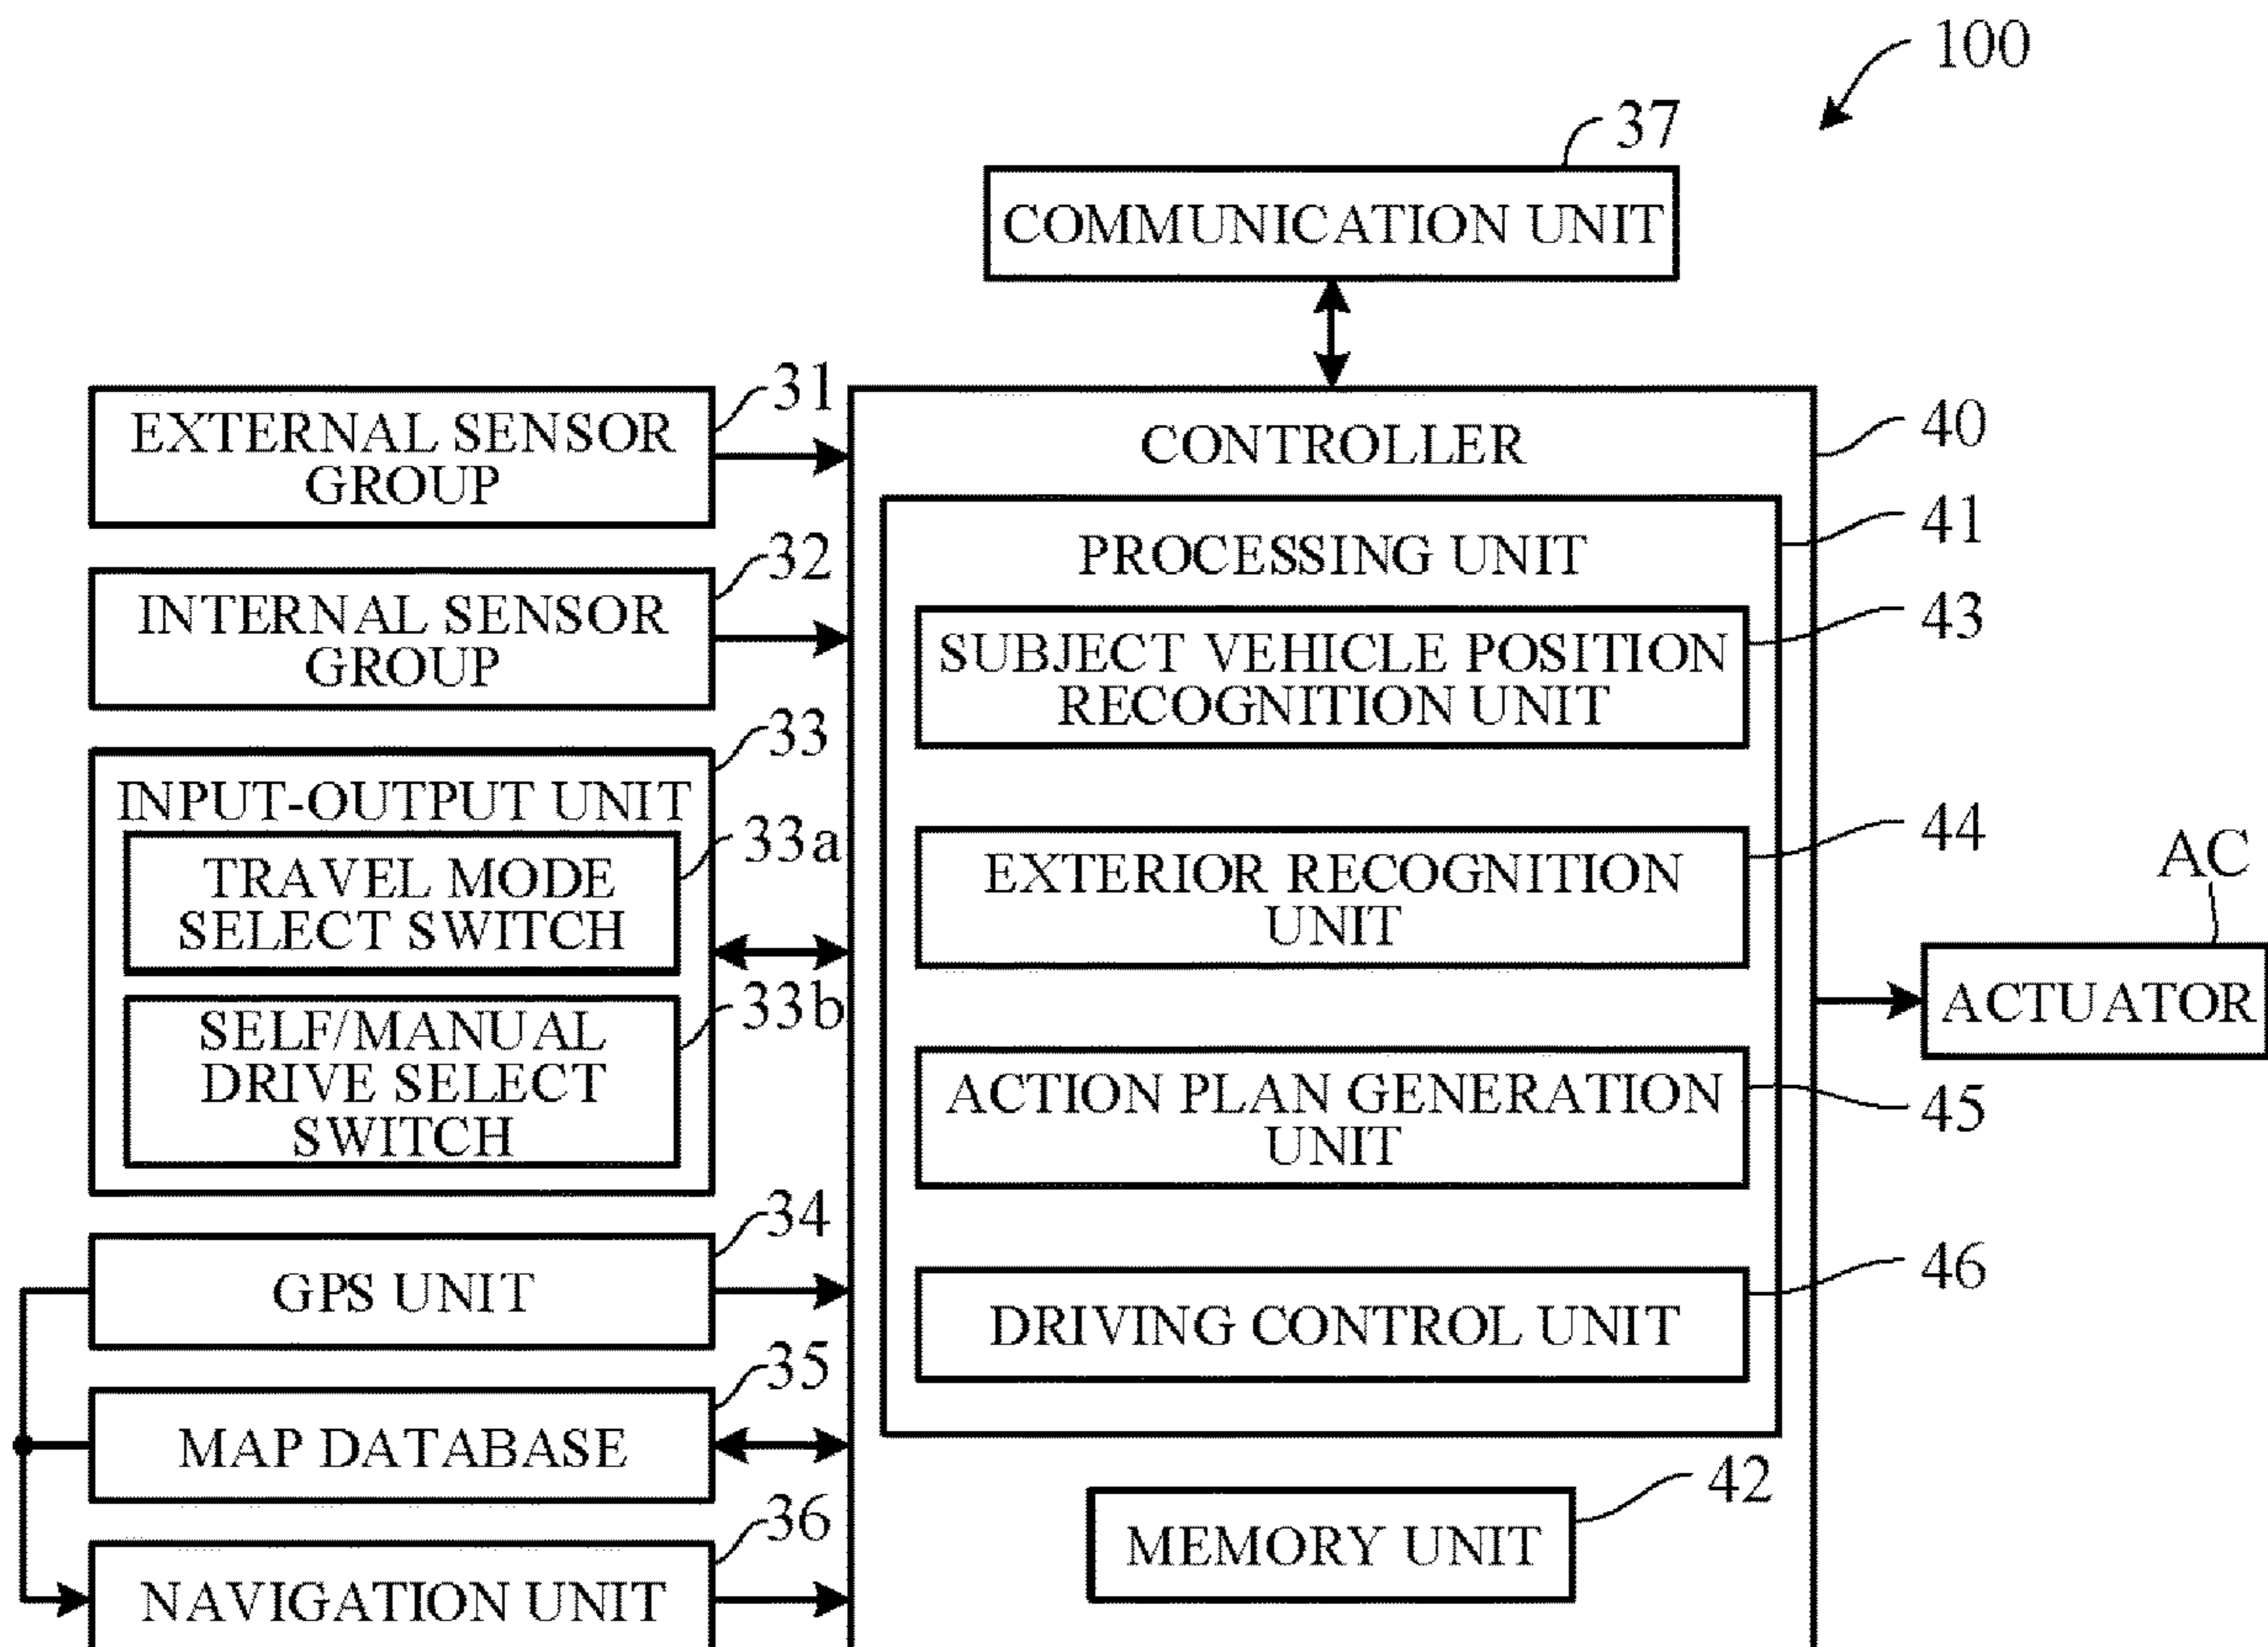 100
37
COMMUNICATION UNIT
31
EXTERNAL SENSOR
GROUP
32
INTERNAL SENSOR
GROUP
33
INPUT-OUTPUT UNIT
33a
TRAVEL MODE
SELECT SWITCH
33b
SELF/MANUAL
DRIVE SELECT
SWITCH
34
GPS UNIT
35
MAP DATABASE
36
NAVIGATION UNIT
CONTROLLER
40
PROCESSING UNIT
41
SUBJECT VEHICLE POSITION
RECOGNITION UNIT
43
EXTERIOR RECOGNITION
UNIT
44
ACTION PLAN GENERATION
UNIT
45
DRIVING CONTROL UNIT
46
42
MEMORY UNIT
AC
ACTUATOR